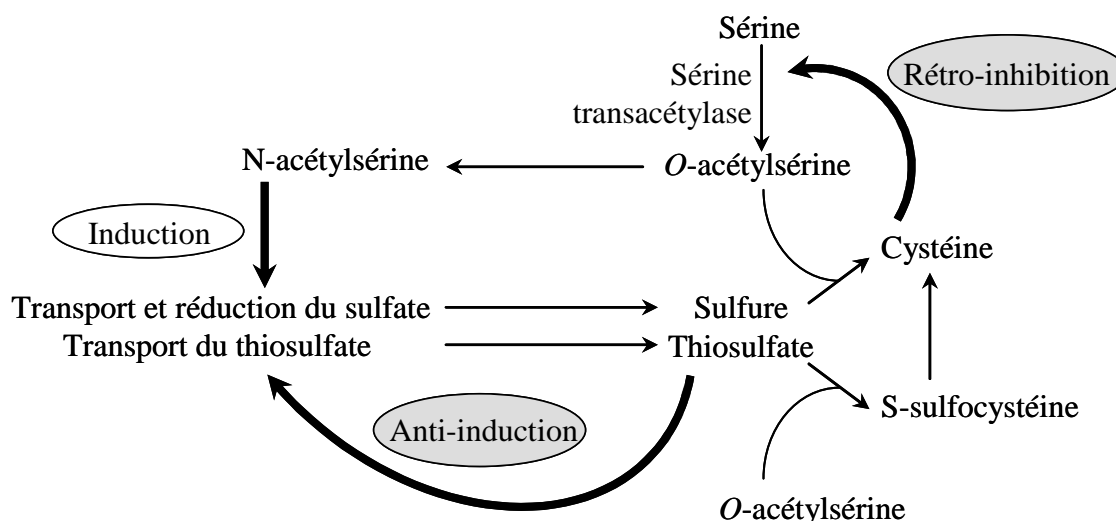 Sérine
Sérine
transacétylase
Rétro-inhibition
N-acétylsérine
O-acétylsérine
Induction
Cystéine
Transport et réduction du sulfate
Sulfure
Transport du thiosulfate
Thiosulfate
S-sulfocystéine
Anti-induction
O-acétylsérine